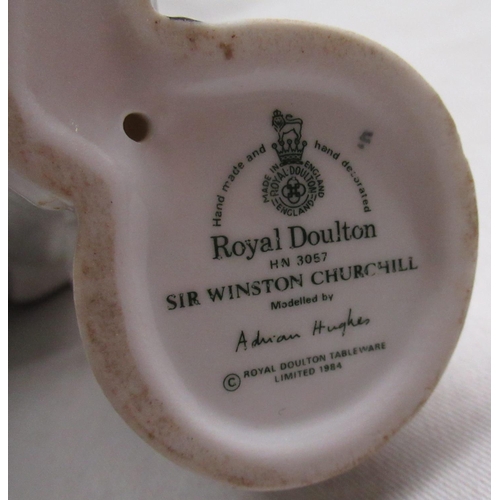 Hand made and hand decorated
MADE IN ENGLAND
ROYAL DOULTON
ENGLAND
Royal Doulton
HN 3057
SIR WINSTON CHURCHILL
Modelled by
Adrian Hughes
© ROYAL DOULTON TABLEWARE
LIMITED 1984